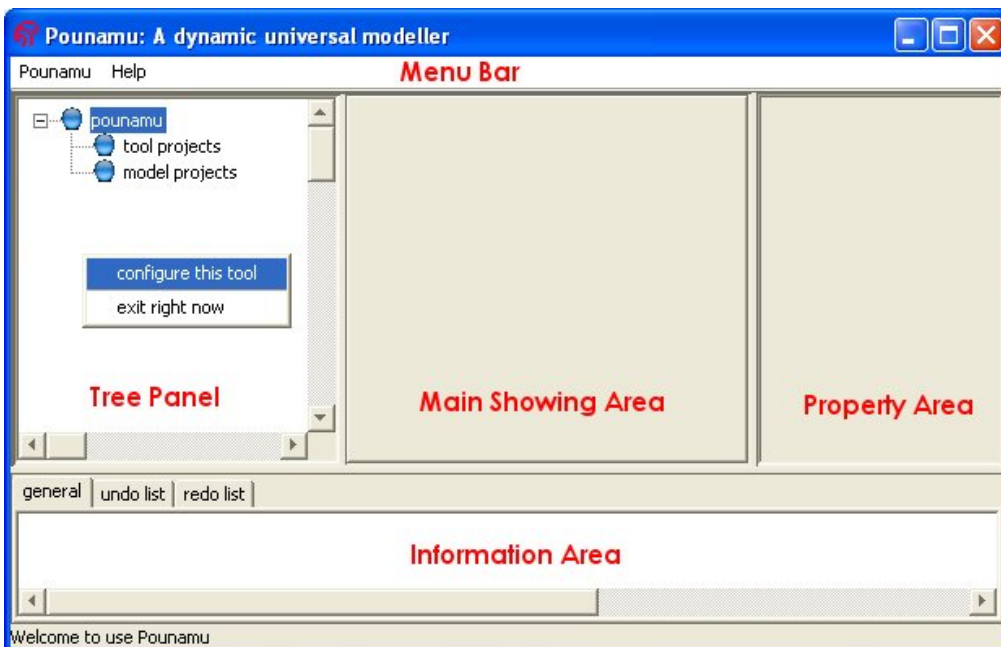 Pounamu: A dynamic universal modeller
Pounamu Help
Menu Bar
pounamu
tool projects
model projects
configure this tool
exit right now
Tree Panel
Main Showing Area
Property Area
general undo list redo list
Information Area
Welcome to use Pounamu